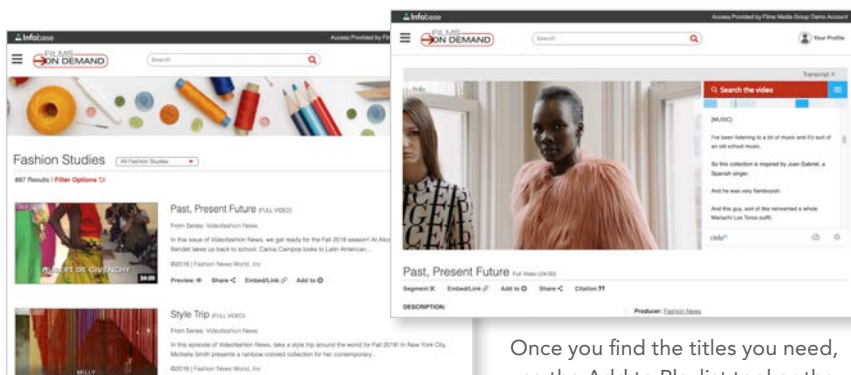 Infobase
Access Provided by Fil
FILMS ON DEMAND
Search
Fashion Studies
All Fashion Studies
887 Results | Filter Options
HUBERT DE GIVENCHY
34:00
Past, Present Future (FULL VIDEO)
From Series: Videofashion News
In this issue of Videofashion News, we get ready for the Fall 2018 season! At Alice
Bendet takes us back to school. Carlos Campos looks to Latin American...
©2018 | Fashion News World, Inc
Preview Share Embed/Link Add to
MILLY
Style Trip (FULL VIDEO)
From Series: Videofashion News
In this episode of Videofashion News, take a style trip around the world for Fall 2018! In New York City,
Michelle Smith presents a rainbow colored collection for her contemporary...
©2018 | Fashion News World, Inc
Infobase
Access Provided by Films Media Group Demo Account
FILMS ON DEMAND
Search
Your Profile
Transcript ×
Search the video
[MUSIC]
I've been listening to a lot of music and it's sort of
an old school music.
So this collection is inspired by Juan Gabriel, a
Spanish singer.
And he was very flamboyant.
And this guy, sort of like reinvented a whole
Mariachi Los Toros outfit.
cielo24
Past, Present Future Full Video (34:00)
Segment Embed/Link Add to Share Citation
DESCRIPTION:
Producer: Fashion News
Once you find the titles you need,